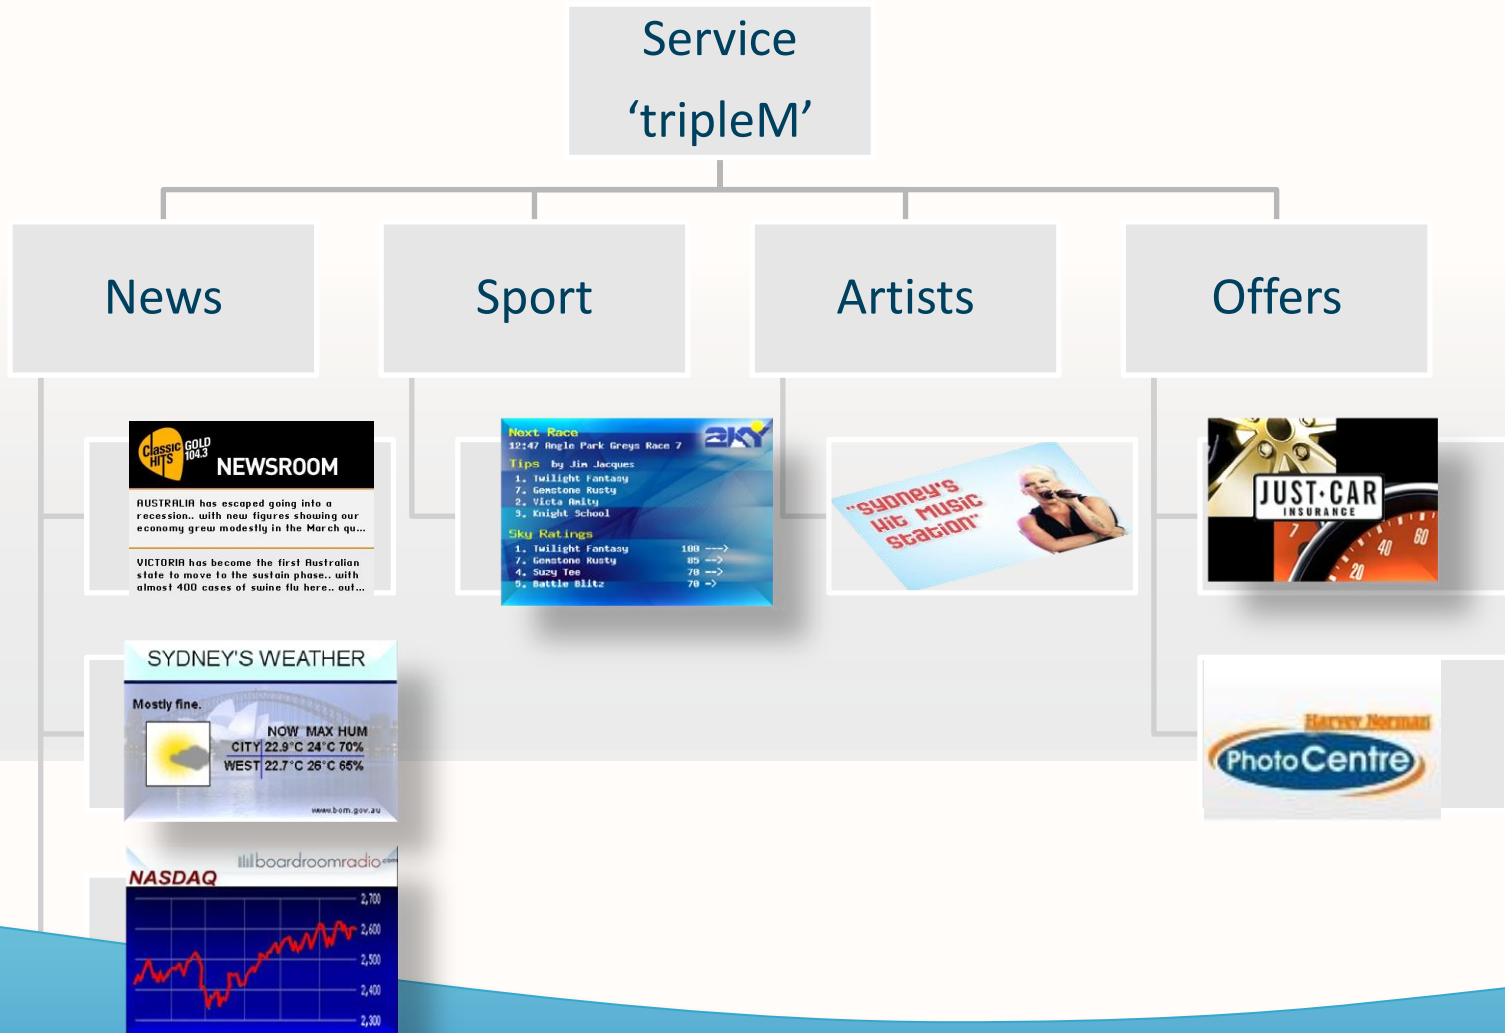 Service
‘tripleM’
News
Sport
Artists
Offers
Classic
HITS
GOLD
104.3
NEWSROOM
AUSTRALIA has escaped going into a
recession.. with new figures showing our
economy grew modestly in the March qu...
VICTORIA has become the first Australian
state to move to the sustain phase.. with
almost 400 cases of swine flu here.. out...
SYDNEY'S WEATHER
Mostly fine.
NOW MAX HUM
CITY 22.9°C 24°C 70%
WEST 22.7°C 26°C 65%
www.bom.gov.au
boardroomradio.com
NASDAQ
2,700
2,600
2,500
2,400
2,300
Next Race
2KY
12:47 Angle Park Greys Race 7
Tips by Jim Jacques
1. Twilight Fantasy
7. Gemstone Rusty
2. Victa Amity
3. Knight School
Sky Ratings
1. Twilight Fantasy 100 --->
7. Gemstone Rusty 85 -->
4. Suzy Tee 70 -->
5. Battle Blitz 70 ->
"SYDNEY'S
HIT MUSIC
STATION"
JUST·CAR
INSURANCE
7
20
40
60
Harvey Norman
PhotoCentre